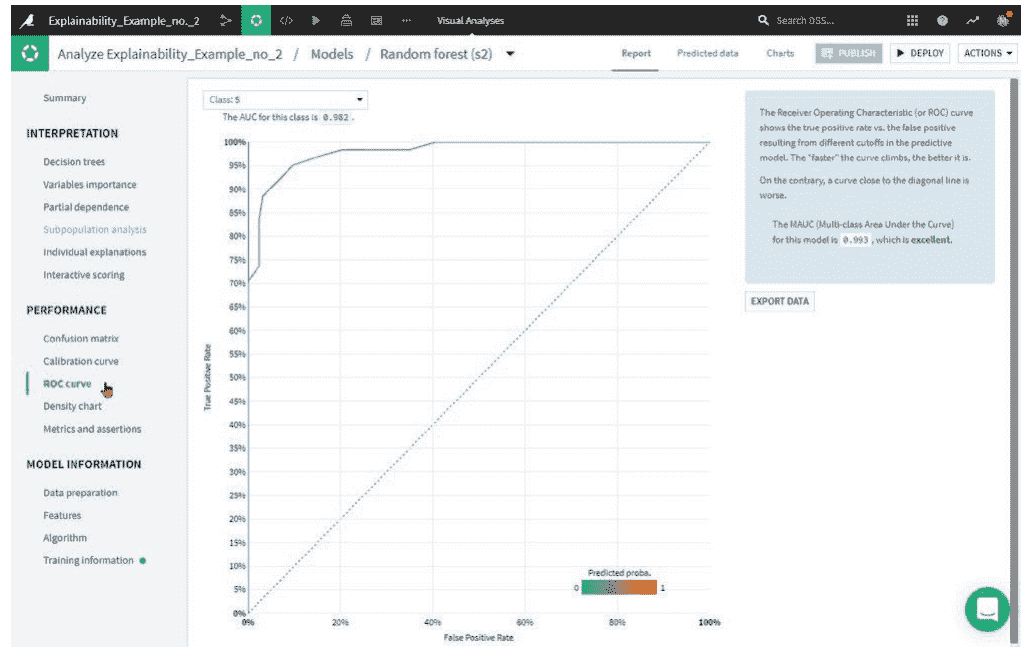 Explainability_Example_no._2
Visual Analyses
Search DSS...
Analyze Explainability_Example_no_2 / Models / Random forest (s2)
Report
Predicted data
Charts
PUBLISH
DEPLOY
ACTIONS
Summary
INTERPRETATION
Decision trees
Variables importance
Partial dependence
Subpopulation analysis
Individual explanations
Interactive scoring
PERFORMANCE
Confusion matrix
Calibration curve
ROC curve
Density chart
Metrics and assertions
MODEL INFORMATION
Data preparation
Features
Algorithm
Training information
Class: 5
The AUC for this class is 0.982 .
100%
95%
90%
85%
80%
75%
70%
65%
60%
55%
50%
45%
40%
35%
30%
25%
20%
15%
10%
5%
0%
True Positive Rate
0%
20%
40%
60%
80%
100%
False Positive Rate
Predicted proba.
0
1
The Receiver Operating Characteristic (or ROC) curve
shows the true positive rate vs. the false positive
resulting from different cutoffs in the predictive
model. The "faster" the curve climbs, the better it is.
On the contrary, a curve close to the diagonal line is
worse.
The MAUC (Multi-class Area Under the Curve)
for this model is 0.993 , which is excellent.
EXPORT DATA